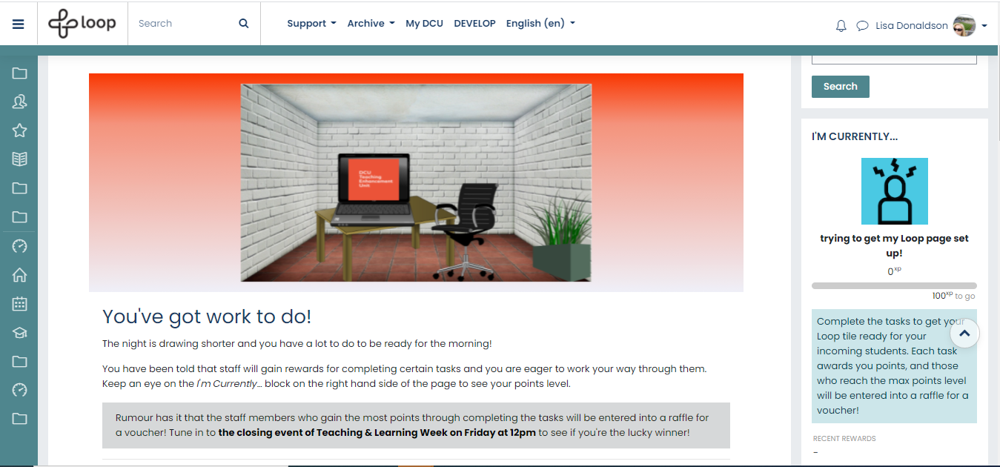 loop
Search
Support
Archive
My DCU
DEVELOP
English (en)
Lisa Donaldson
DCU
Teaching
Enhancement
Unit
You've got work to do!
The night is drawing shorter and you have a lot to do to be ready for the morning!
You have been told that staff will gain rewards for completing certain tasks and you are eager to work your way through them.
Keep an eye on the I'm Currently... block on the right hand side of the page to see your points level.
Rumour has it that the staff members who gain the most points through completing the tasks will be entered into a raffle for
a voucher! Tune in to the closing event of Teaching & Learning Week on Friday at 12pm to see if you're the lucky winner!
Search
I'M CURRENTLY...
trying to get my Loop page set
up!
0xp
100xp to go
Complete the tasks to get your
Loop tile ready for your
incoming students. Each task
awards you points, and those
who reach the max points level
will be entered into a raffle for a
voucher!
RECENT REWARDS
-